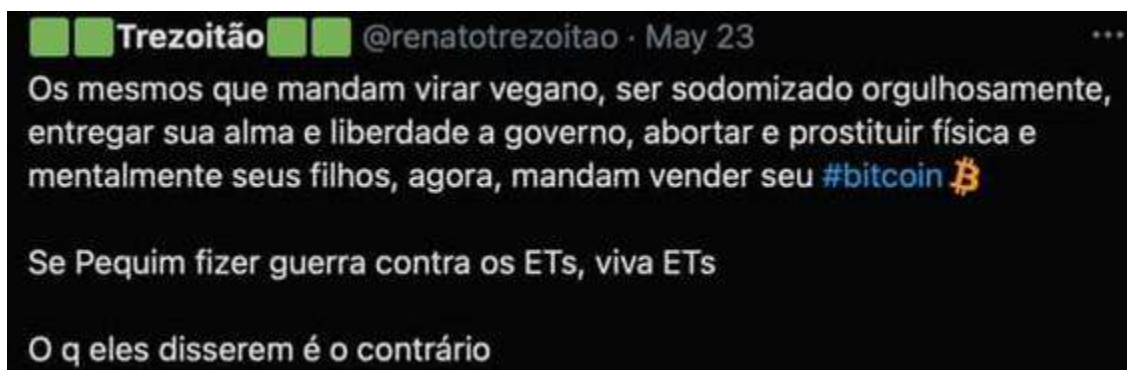 🟩🟩Trezoitão🟩🟩 @renatotrezoitao · May 23
Os mesmos que mandam virar vegano, ser sodomizado orgulhosamente,
entregar sua alma e liberdade a governo, abortar e prostituir física e
mentalmente seus filhos, agora, mandam vender seu #bitcoin
Se Pequim fizer guerra contra os ETs, viva ETs
O q eles disserem é o contrário